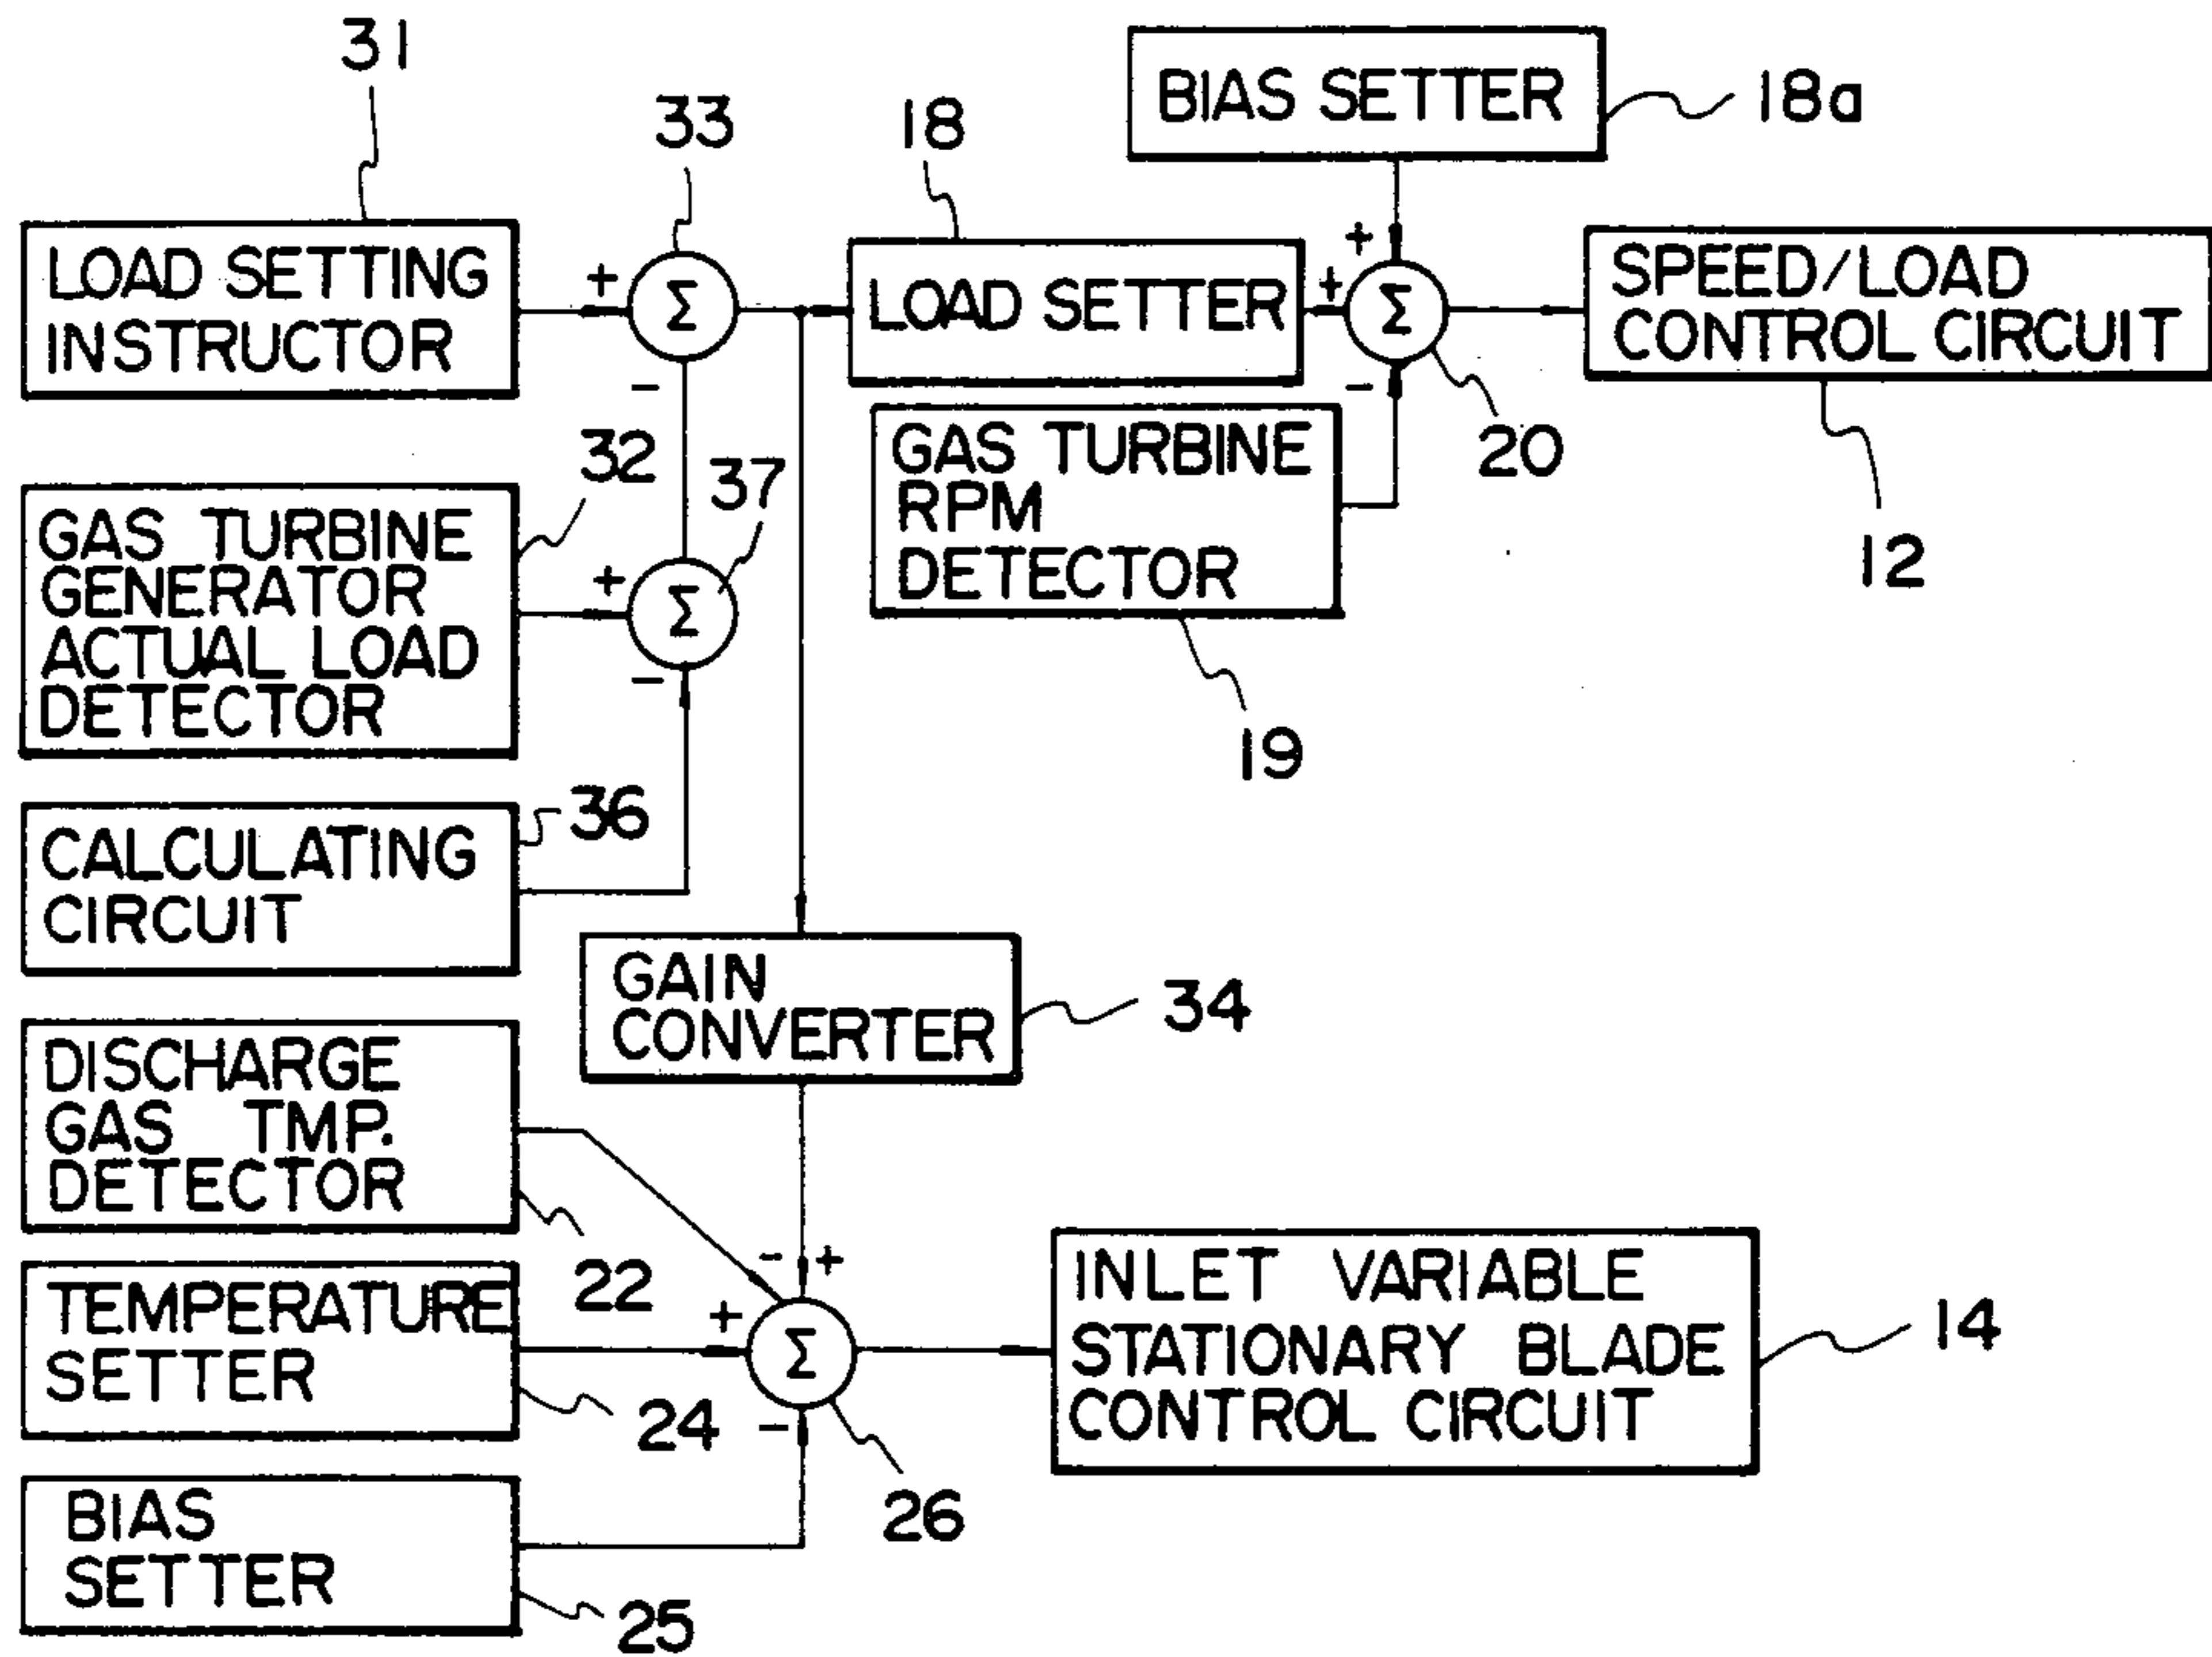 31
33
18
BIAS SETTER
18a
LOAD SETTING
INSTRUCTOR
+
Σ
-
LOAD SETTER
+
+
Σ
-
20
SPEED/LOAD
CONTROL CIRCUIT
12
GAS TURBINE
RPM
DETECTOR
19
32
37
GAS TURBINE
GENERATOR
ACTUAL LOAD
DETECTOR
+
Σ
-
CALCULATING
CIRCUIT
36
GAIN
CONVERTER
34
DISCHARGE
GAS TMP.
DETECTOR
22
TEMPERATURE
SETTER
24
- +
+
Σ
-
26
INLET VARIABLE
STATIONARY BLADE
CONTROL CIRCUIT
14
BIAS
SETTER
25